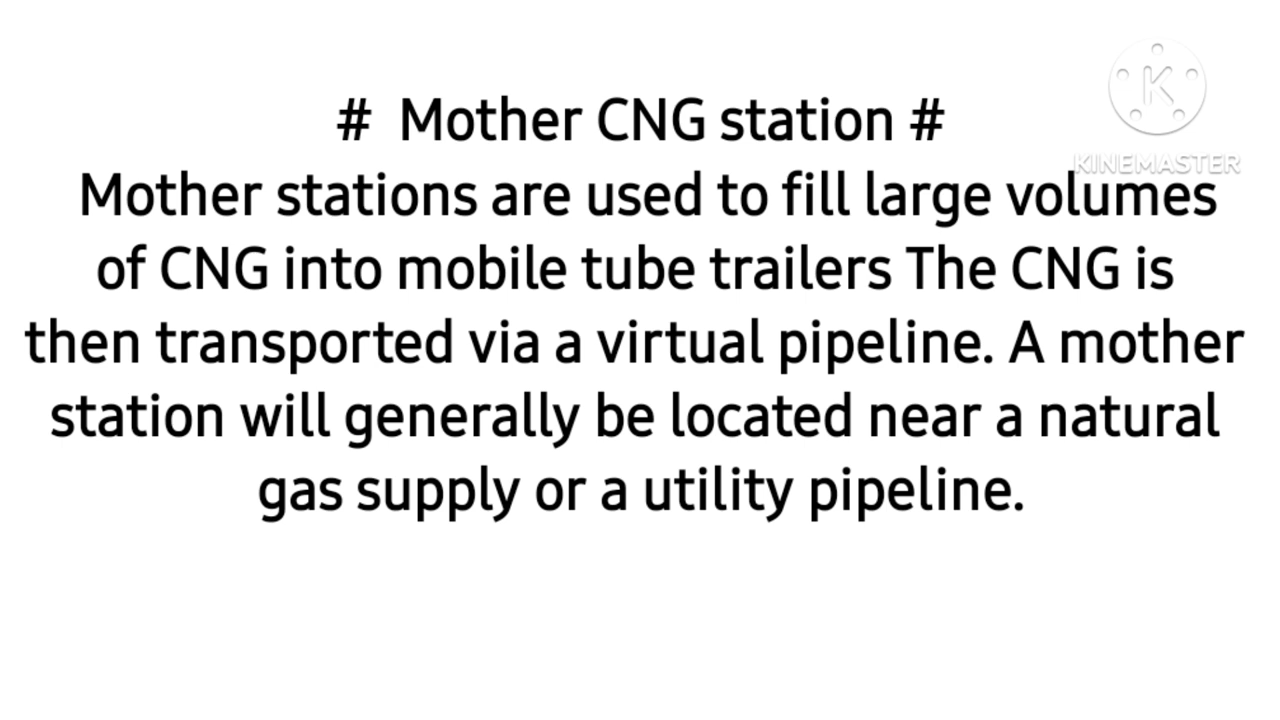 # Mother CNG station #
KINEMASTER
Mother stations are used to fill large volumes
of CNG into mobile tube trailers The CNG is
then transported via a virtual pipeline. A mother
station will generally be located near a natural
gas supply or a utility pipeline.